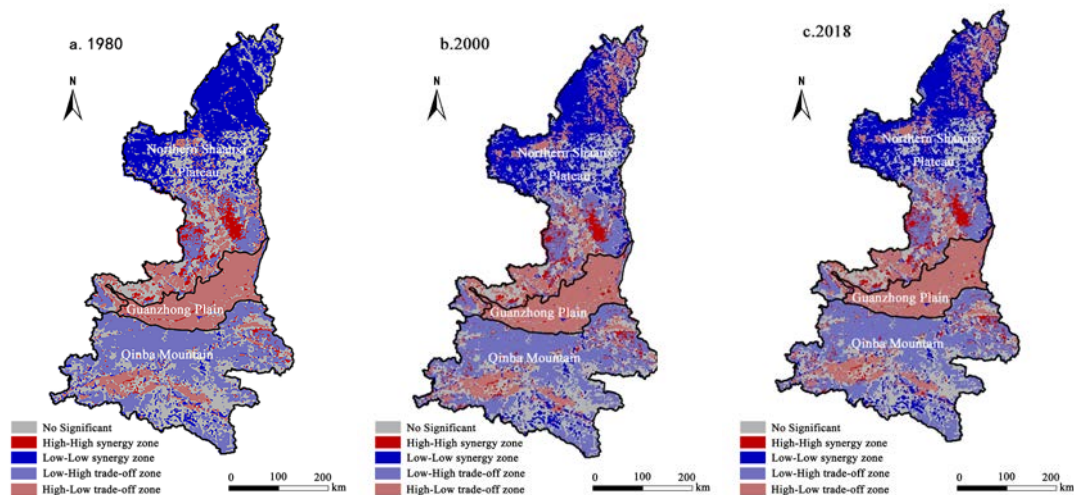 a. 1980
N
Northern Shaanxi
Plateau
Guanzhong Plain
Qinba Mountain
No Significant
High-High synergy zone
Low-Low synergy zone
Low-High trade-off zone
High-Low trade-off zone
0 100 200
km
b.2000
N
Northern Shaanxi
Plateau
Guanzhong Plain
Qinba Mountain
No Significant
High-High synergy zone
Low-Low synergy zone
Low-High trade-off zone
High-Low trade-off zone
0 100 200
km
c.2018
N
Northern Shaanxi
Plateau
Guanzhong Plain
Qinba Mountain
No Significant
High-High synergy zone
Low-Low synergy zone
Low-High trade-off zone
High-Low trade-off zone
0 100 200
km